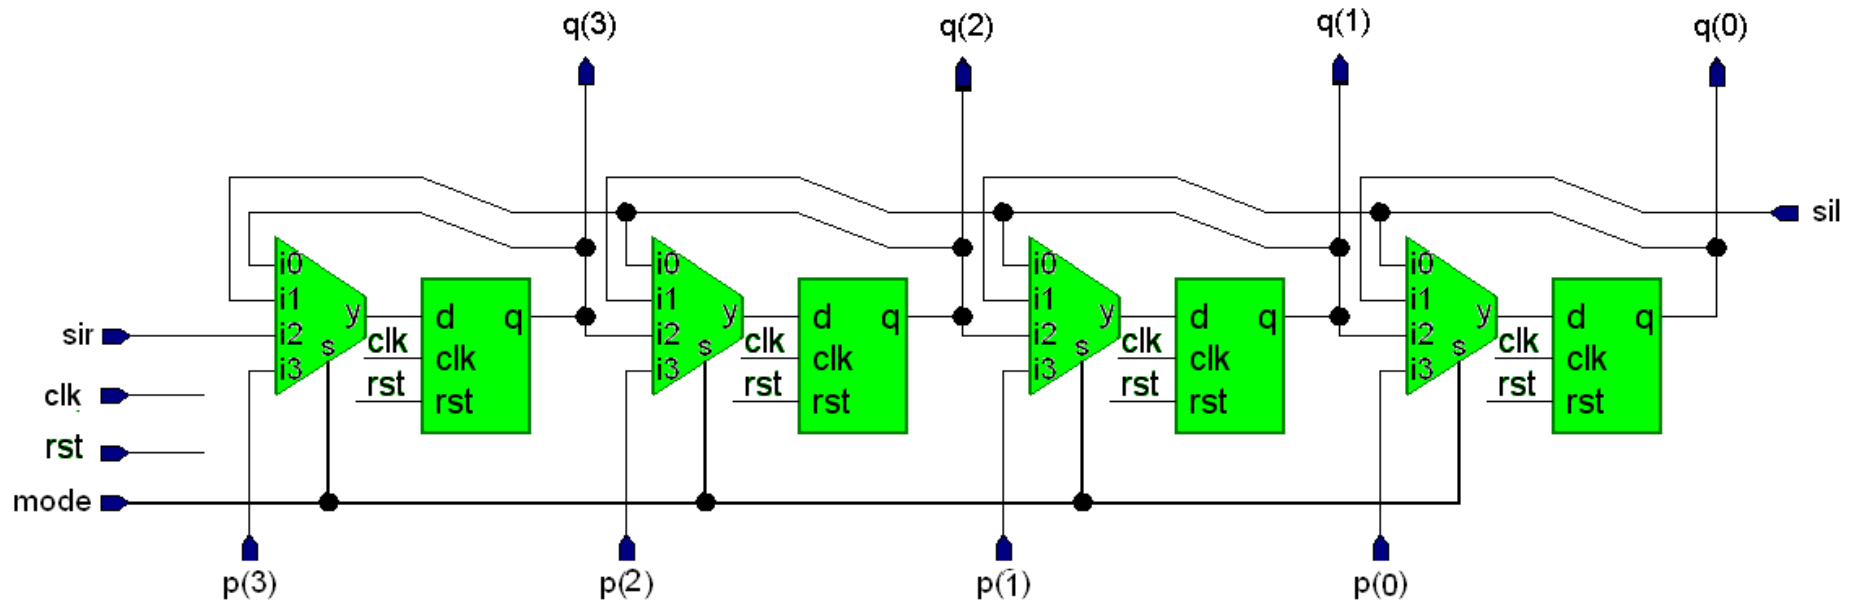 q(3) q(2) q(1) q(0)
sil
i0 i0 i0 i0
i1 i1 i1 i1
y d q y d q y d q y d q
sir i2 i2 i2 i2
s clk s clk s clk s clk
clk clk clk clk
i3 i3 i3 i3
rst rst rst rst
clk rst rst rst rst
rst
mode
p(3) p(2) p(1) p(0)